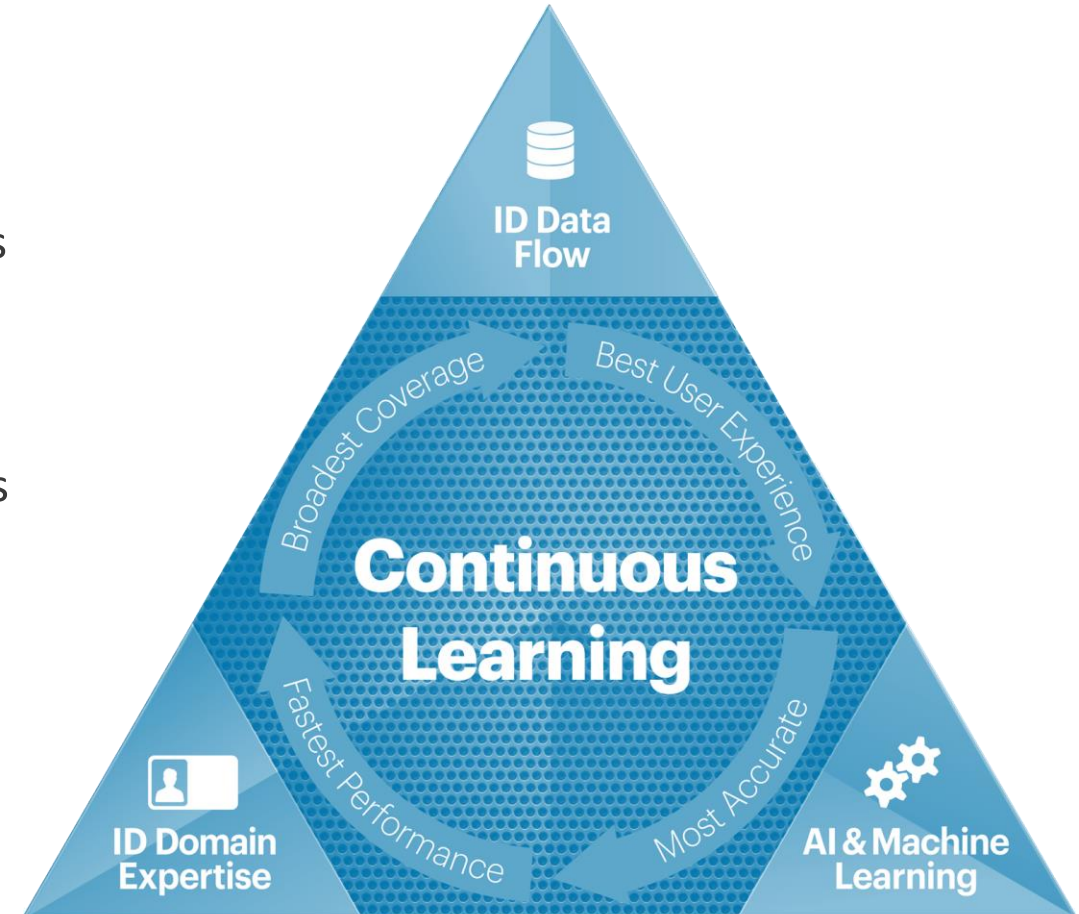 ID Data
Flow
s
Broadest Coverage
Best User Experience
s
Continuous
Learning
Fastest Performance
Most Accurate
ID Domain
Expertise
AI & Machine
Learning